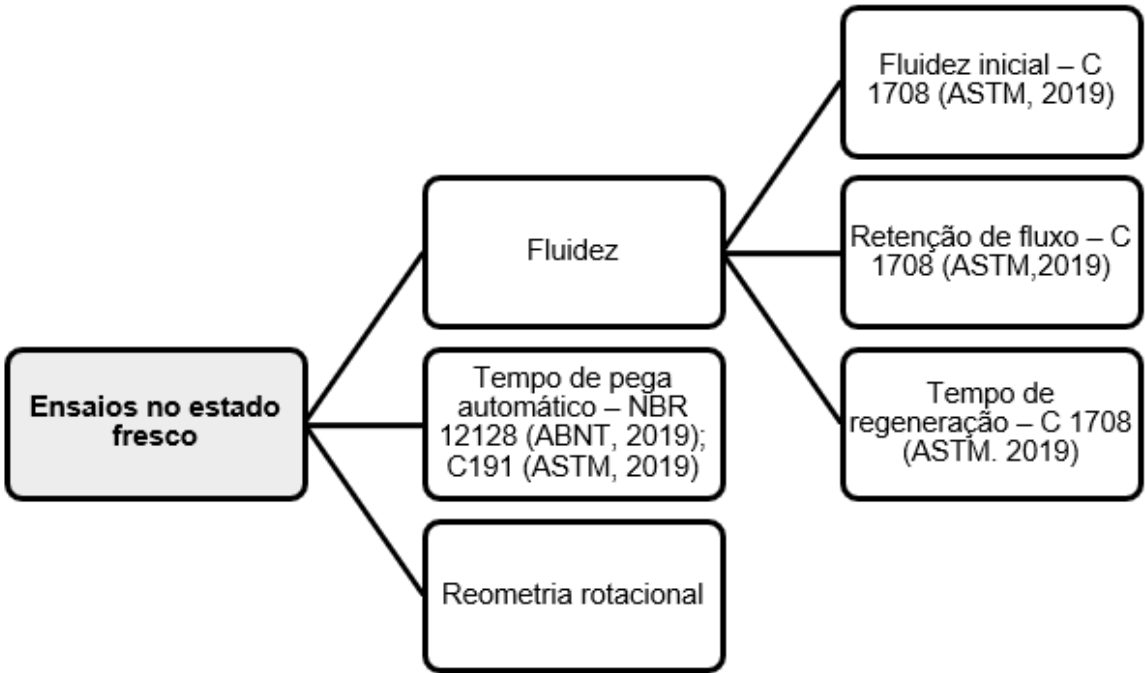 Ensaios no estado
fresco
Fluidez
Tempo de pega
automático – NBR
12128 (ABNT, 2019);
C191 (ASTM, 2019)
Reometria rotacional
Fluidez inicial – C
1708 (ASTM, 2019)
Retenção de fluxo – C
1708 (ASTM,2019)
Tempo de
regeneração – C 1708
(ASTM. 2019)